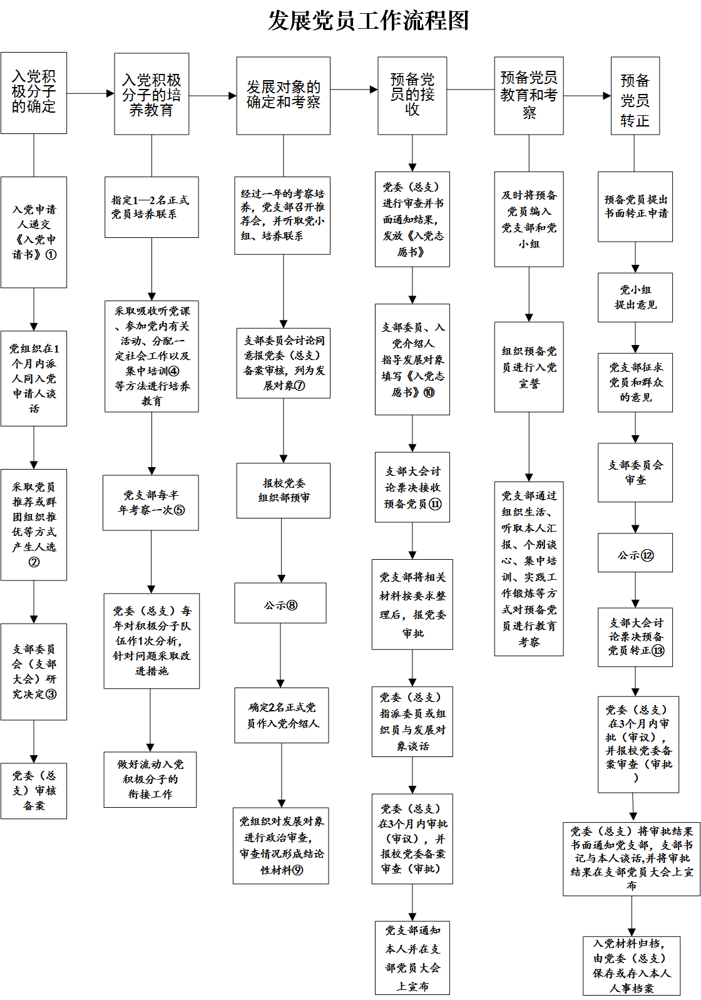 发展党员工作流程图
入党积
极分子
的确定
入党积极
分子的培
养教育
发展对象的
确定和考察
预备党
员的接
收
预备党员
教育和考
察
预备
党员
转正
入党申请
人递交
《入党申
请书》①
党组织在1
个月内派
人同入党
申请人谈
话
采取党员
推荐或群
团组织推
优等方式
产生人选
②
支部委员
会（支部
大会）研
究决定③
党委（总
支）审核
备案
指定1—2名正式
党员培养联系
采取吸收听党课
、参加党内有关
活动、分配一
定社会工作以及
集中培训④
等方法进行培养
教育
党支部每半
年考察一次⑤
党委（总支）每
年对积极分子队
伍作1次分析，
针对问题采取改
进措施
做好流动入党
积极分子的
衔接工作
经过一年的考察培
养，党支部召开推
荐会，并听取党小
组、培养联系
支部委员会讨论同
意报党委（总支）
备案审核，列为发
展对象⑦
报校党委
组织部预审
公示⑧
确定2名正式党
员作入党介绍人
党组织对发展对象
进行政治审查，
审查情况形成结论
性材料⑨
党委（总支）
进行审查并书
面通知结果，
发放《入党志
愿书》
支部委员、入
党介绍人
指导发展对象
填写《入党志
愿书》⑩
支部大会讨
论票决接收
预备党员⑪
党支部将相关
材料按要求整
理后，报党委
审批
党委（总支）
指派委员或组
织员与发展对
象谈话
党委（总支）
在3个月内审批
（审议），并
报校党委备案
审查（审批）
党支部通知
本人并在支
部党员大会
上宣布
及时将预备
党员编入
党支部和党
小组
组织预备党
员进行入党
宣誓
党支部通过
组织生活、
听取本人汇
报、个别谈
心、集中培
训、实践工
作锻炼等方
式对预备党
员进行教育
考察
预备党员提出
书面转正申请
党小组
提出意见
党支部征求
党员和群众
的意见
支部委员会
审查
公示⑫
支部大会讨
论票决预备
党员转正⑬
党委（总支）
在3个月内审
批（审议），
并报校党委备
案审查（审批
）
党委（总支）将审批结果
书面通知党支部，支部书
记与本人谈话,并将审批
结果在支部党员大会上宣
布
入党材料归档，
由党委（总支）
保存或存入本人
人事档案